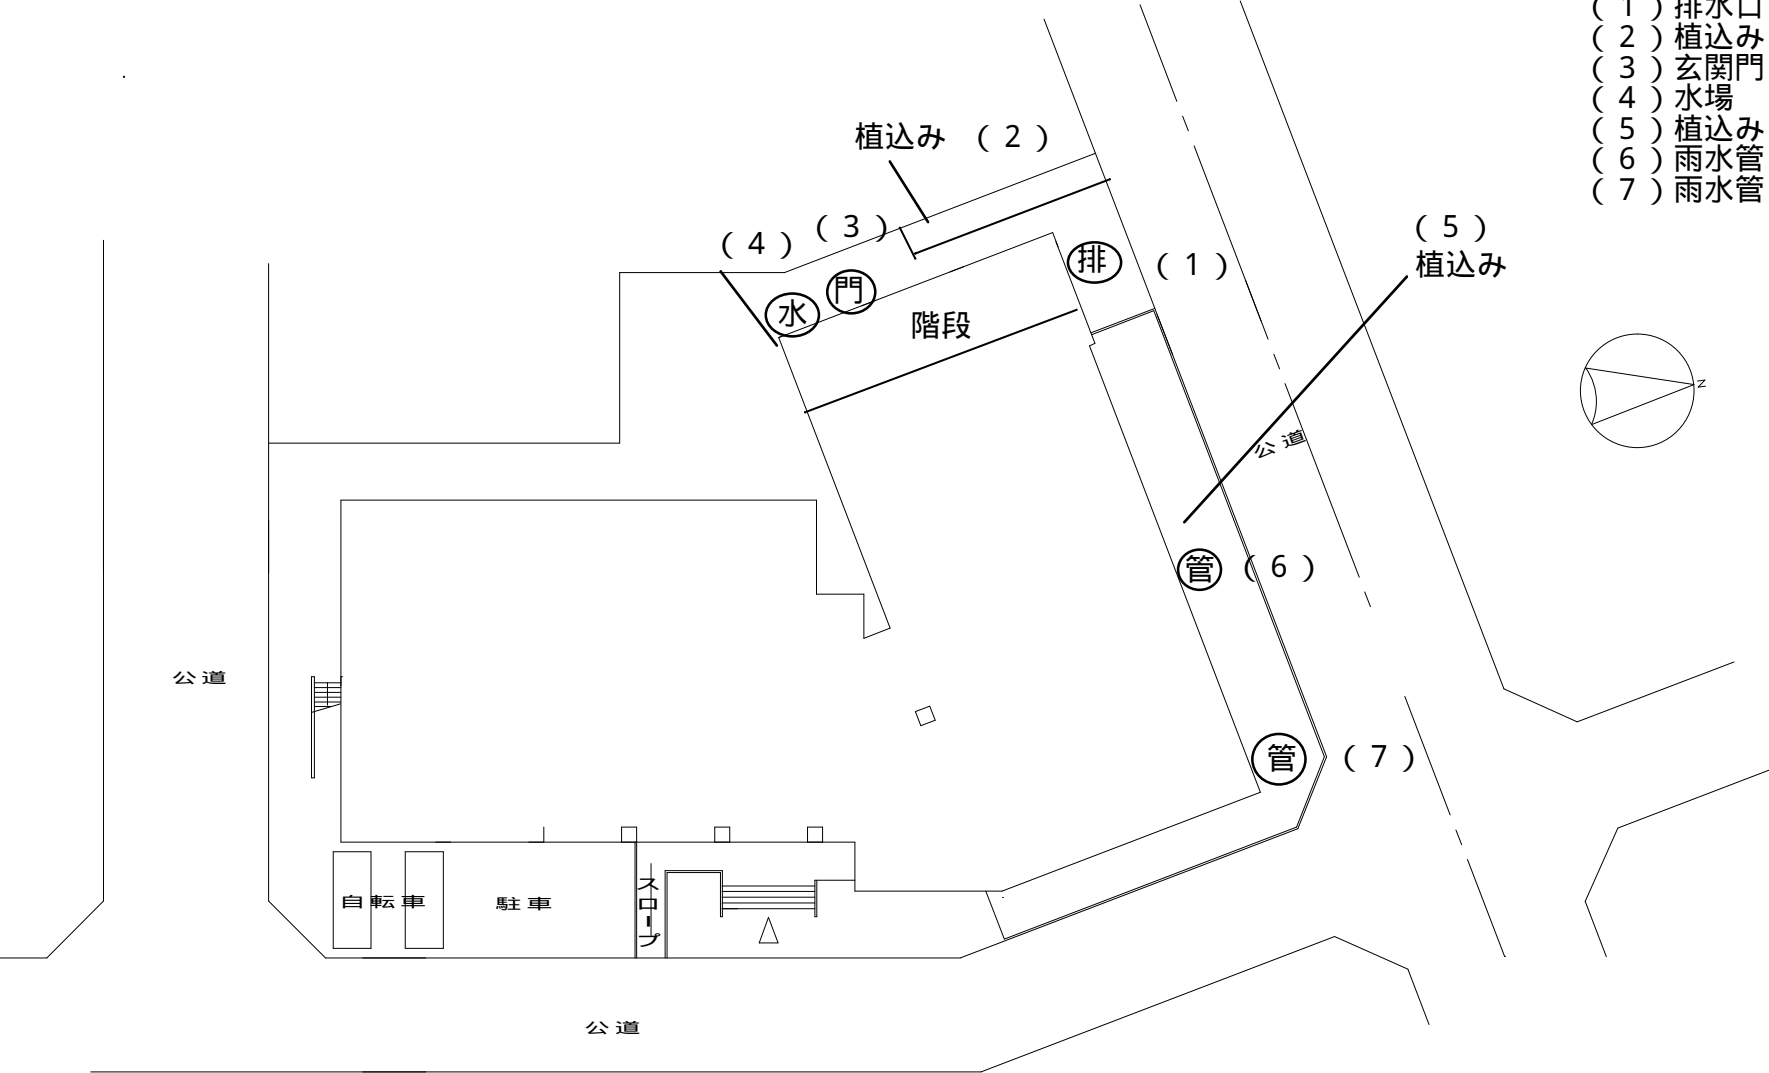 （１）排水口
（２）植込み
（３）玄関門
（４）水場
（５）植込み
（６）雨水管
（７）雨水管
植込み （２）
（３）
（４）
（５）
植込み
排 （１）
門
水
階段
N
公道
管 （６）
公道
管 （７）
自転車
駐車
スロープ
公道